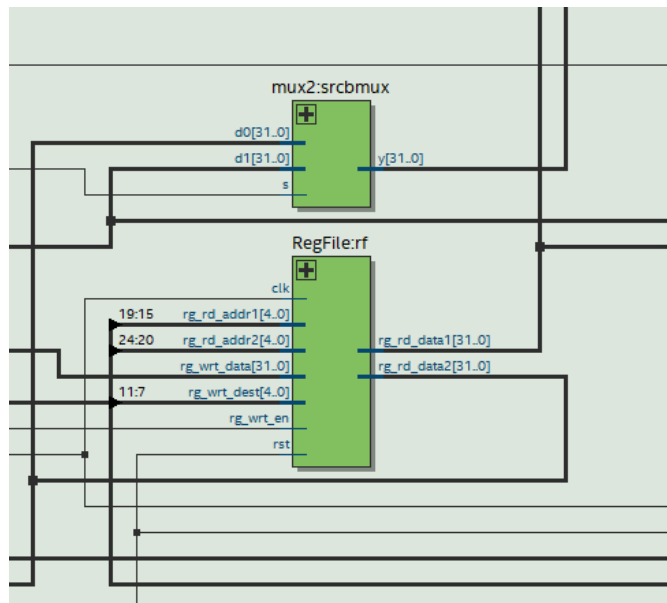 mux2:srcbmux
d0[31..0]
d1[31..0]
y[31..0]
s
RegFile:rf
clk
19:15 rg_rd_addr1[4..0]
24:20 rg_rd_addr2[4..0]
rg_rd_data1[31..0]
rg_wrt_data[31..0]
rg_rd_data2[31..0]
11:7 rg_wrt_dest[4..0]
rg_wrt_en
rst